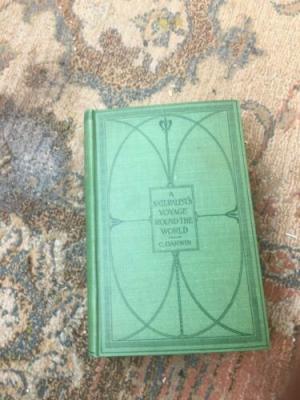 A
NATURALIST'S
VOYAGE
ROUND THE
WORLD
C. DARWIN